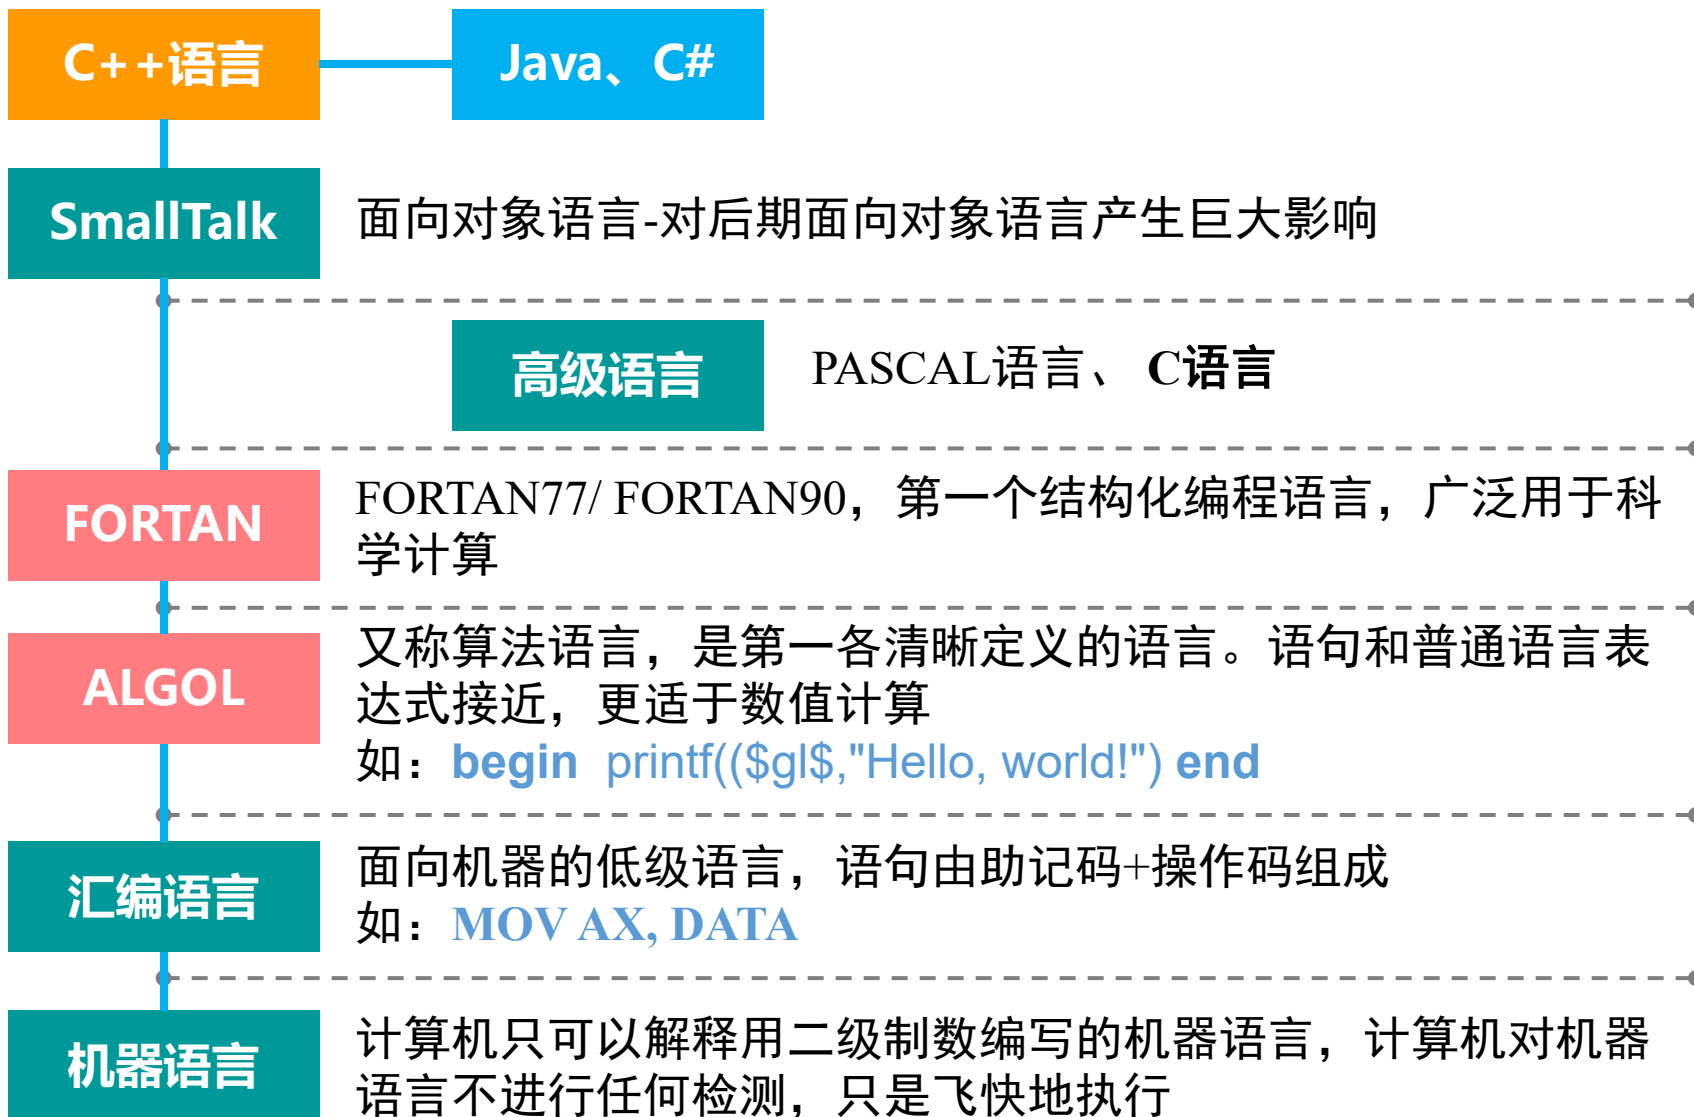 C++语言
Java、C#
SmallTalk
面向对象语言-对后期面向对象语言产生巨大影响
高级语言
PASCAL语言、 C语言
FORTAN
FORTAN77/ FORTAN90，第一个结构化编程语言，广泛用于科
学计算
ALGOL
又称算法语言，是第一各清晰定义的语言。语句和普通语言表
达式接近，更适于数值计算
如：begin printf(($gl$,"Hello, world!") end
汇编语言
面向机器的低级语言，语句由助记码+操作码组成
如：MOV AX, DATA
机器语言
计算机只可以解释用二级制数编写的机器语言，计算机对机器
语言不进行任何检测，只是飞快地执行